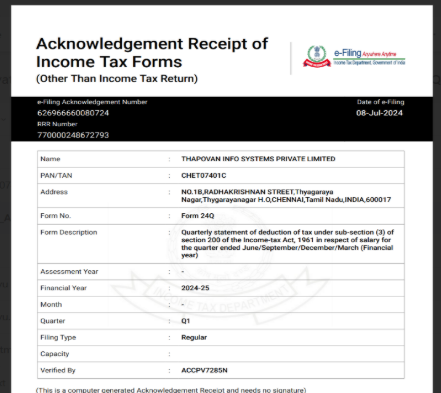 Acknowledgement Receipt of
Income Tax Forms
(Other Than Income Tax Return)
e-Filing Anywhere Anytime
Income Tax Department, Government of India
e-Filing Acknowledgement Number
626966660080724
Date of e-Filing
08-Jul-2024
RRR Number
770000248672793
Name : THAPOVAN INFO SYSTEMS PRIVATE LIMITED
PAN/TAN : CHET07401C
Address : NO.1B,RADHAKRISHNAN STREET,Thyagaraya
Nagar,Thygarayanagar H.O,CHENNAI,Tamil Nadu,INDIA,600017
Form No. : Form 24Q
Form Description : Quarterly statement of deduction of tax under sub-section (3) of
section 200 of the Income-tax Act, 1961 in respect of salary for
the quarter ended June/September/December/March (Financial
year)
Assessment Year : -
Financial Year : 2024-25
Month : -
Quarter : Q1
Filing Type : Regular
Capacity :
Verified By : ACCPV7285N
(This is a computer generated Acknowledgement Receipt and needs no signature)